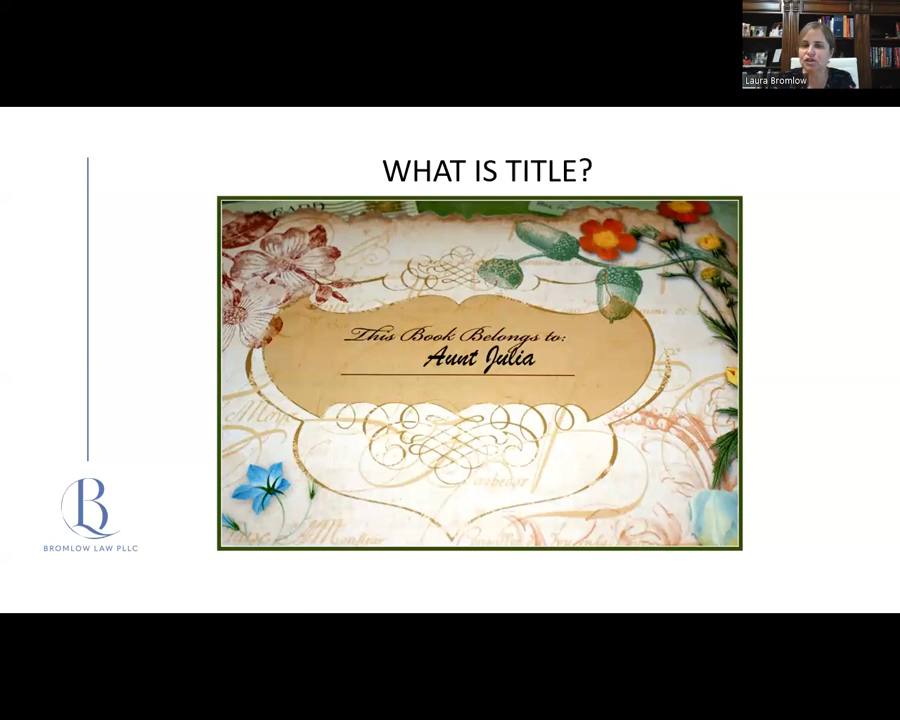 Laura Bromlow
WHAT IS TITLE?
This Book Belongs to:
Aunt Julia
BROMLOW LAW PLLC